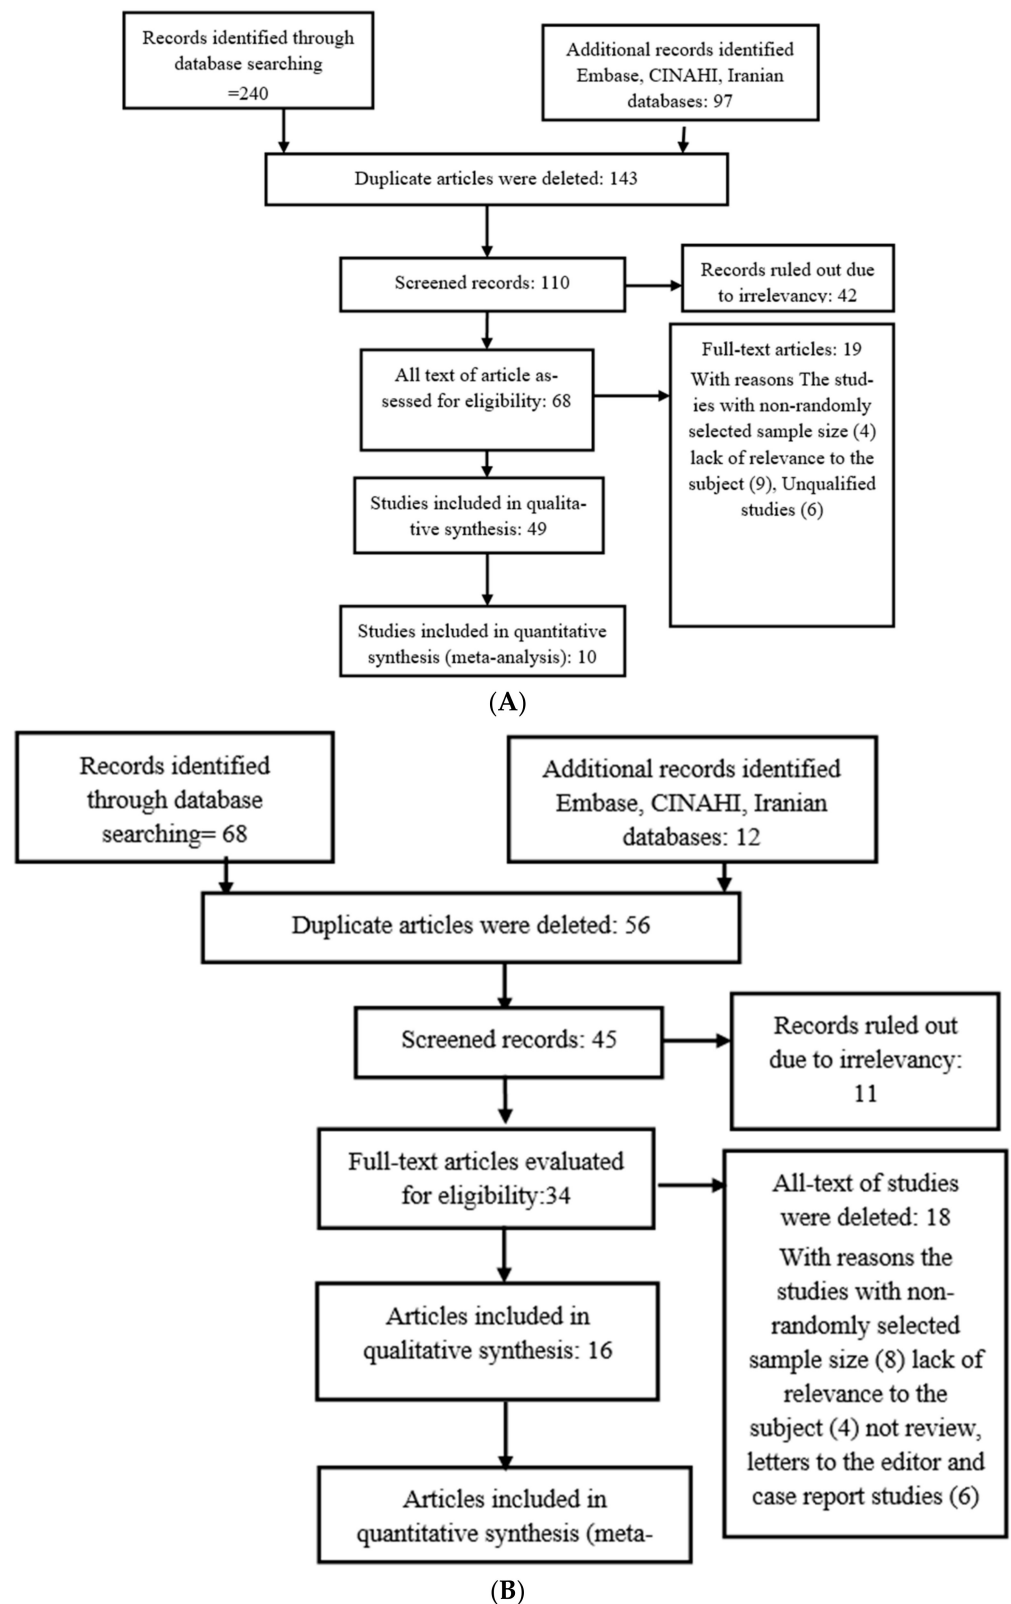 Records identified through
database searching
=240
Additional records identified
Embase, CINAHI, Iranian
databases: 97
Duplicate articles were deleted: 143
Screened records: 110
Records ruled out due
to irrelevancy: 42
All text of article as-
sessed for eligibility: 68
Full-text articles: 19
With reasons The stud-
ies with non-randomly
selected sample size (4)
lack of relevance to the
subject (9), Unqualified
studies (6)
Studies included in qualita-
tive synthesis: 49
Studies included in quantitative
synthesis (meta-analysis): 10
(A)
Records identified
through database
searching= 68
Additional records identified
Embase, CINAHI, Iranian
databases: 12
Duplicate articles were deleted: 56
Screened records: 45
Records ruled out
due to irrelevancy:
11
Full-text articles evaluated
for eligibility:34
All-text of studies
were deleted: 18
With reasons the
studies with non-
randomly selected
sample size (8) lack of
relevance to the
subject (4) not review,
letters to the editor and
case report studies (6)
Articles included in
qualitative synthesis: 16
Articles included in
quantitative synthesis (meta-
(B)